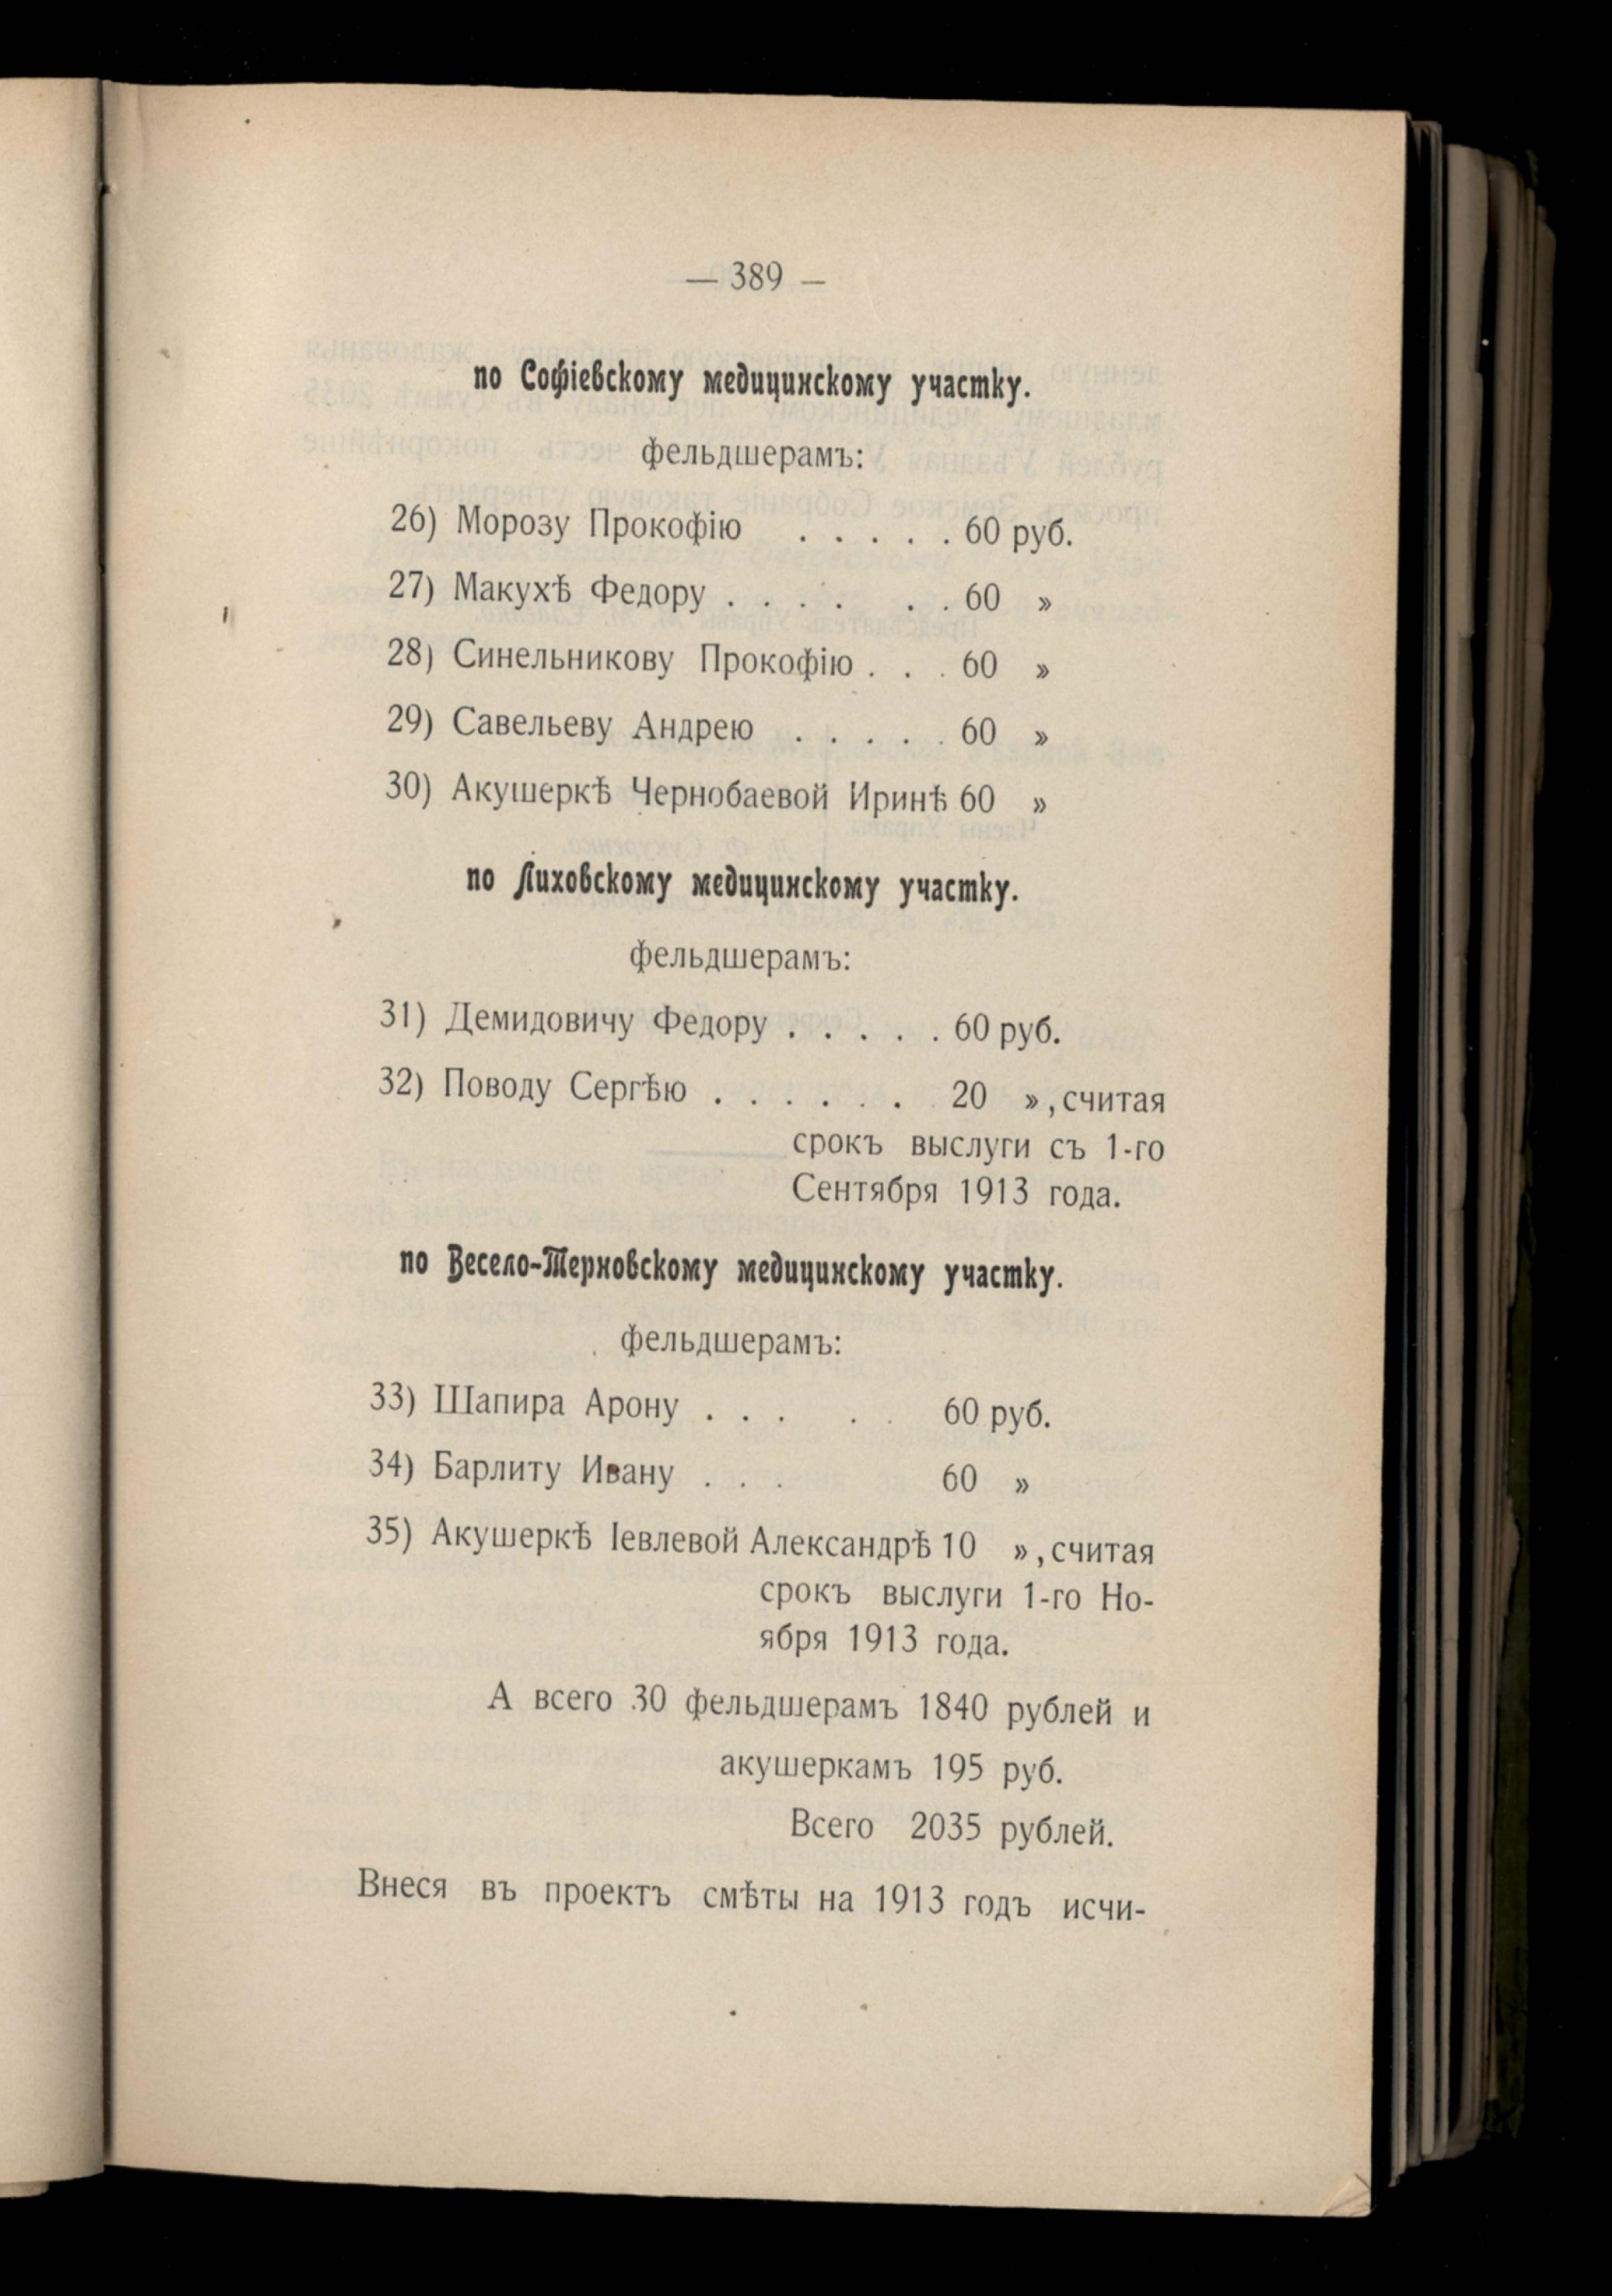 — 389 —
по Софіевскому медицинскому участку.
фельдшерамъ:
26) Морозу Прокофію . . . . . 60 руб.
27) Макухѣ Федору . . . . . . 60 »
28) Синельникову Прокофію . . . 60 »
29) Савельеву Андрею . . . . . 60 »
30) Акушеркѣ Чернобаевой Иринѣ 60 »
по Лиховскому медицинскому участку.
фельдшерамъ:
31) Демидовичу Федору . . . . . 60 руб.
32) Поводу Сергѣю . . . . . . 20 », считая
срокъ выслуги съ 1-го
Сентября 1913 года.
по Весело-Терновскому медицинскому участку.
фельдшерамъ:
33) Шапира Арону . . . . . 60 руб.
34) Барлиту Ивану . . . 60 »
35) Акушеркѣ Іевлевой Александрѣ 10 », считая
срокъ выслуги 1-го Но-
ября 1913 года.
А всего 30 фельдшерамъ 1840 рублей и
акушеркамъ 195 руб.
Всего 2035 рублей.
Внеся въ проектъ смѣты на 1913 годъ исчи-